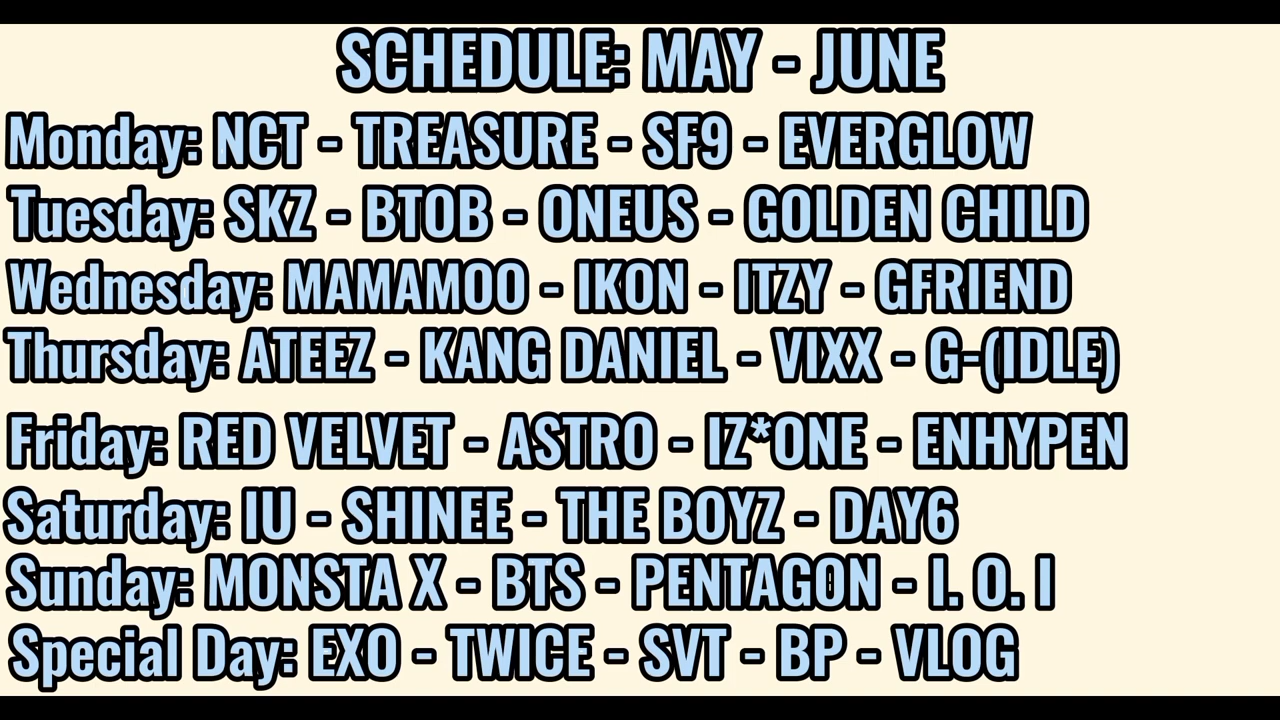 SCHEDULE: MAY - JUNE
Monday: NCT - TREASURE - SF9 - EVERGLOW
Tuesday: SKZ - BTOB - ONEUS - GOLDEN CHILD
Wednesday: MAMAMOO - IKON - ITZY - GFRIEND
Thursday: ATEEZ - KANG DANIEL - VIXX - G-(IDLE)
Friday: RED VELVET - ASTRO - IZ*ONE - ENHYPEN
Saturday: IU - SHINEE - THE BOYZ - DAY6
Sunday: MONSTA X - BTS - PENTAGON - I. O. I
Special Day: EXO - TWICE - SVT - BP - VLOG